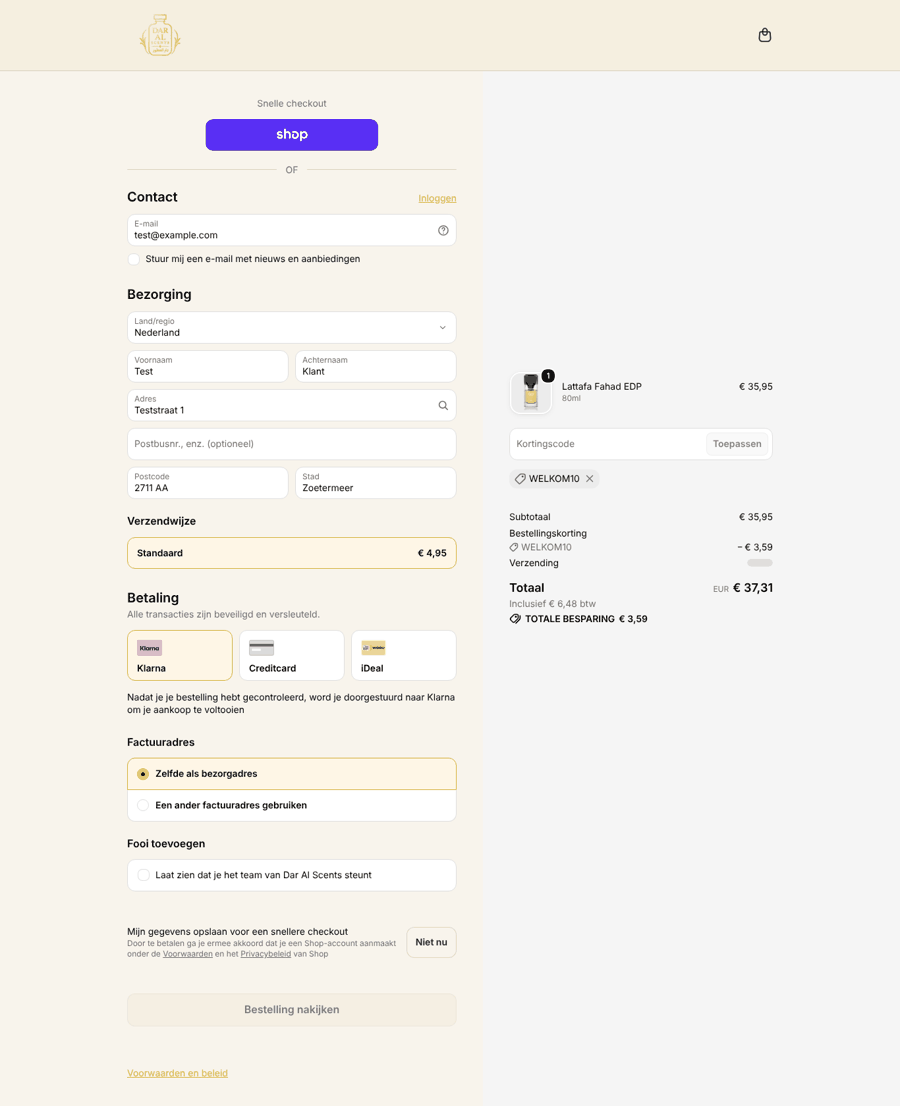 DAR
AL
Snelle checkout
shop
OF
Contact
Inloggen
E-mail
test@example.com
Stuur mij een e-mail met nieuws en aanbiedingen
Bezorging
Land/regio
Nederland
Voornaam
Test
Achternaam
Klant
Adres
Teststraat 1
Postbusnr., enz. (optioneel)
Postcode
2711 AA
Stad
Zoetermeer
Verzendwijze
Standaard € 4,95
Betaling
Alle transacties zijn beveiligd en versleuteld.
Klarna
Klarna
Creditcard
iDeal
Nadat je je bestelling hebt gecontroleerd, word je doorgestuurd naar Klarna
om je aankoop te voltooien
Factuuradres
Zelfde als bezorgadres
Een ander factuuradres gebruiken
Fooi toevoegen
Laat zien dat je het team van Dar Al Scents steunt
Mijn gegevens opslaan voor een snellere checkout
Door te betalen ga je ermee akkoord dat je een Shop-account aanmaakt
onder de Voorwaarden en het Privacybeleid van Shop
Niet nu
Bestelling nakijken
Voorwaarden en beleid
1
Lattafa Fahad EDP € 35,95
80ml
Kortingscode Toepassen
WELKOM10
Subtotaal € 35,95
Bestellingskorting
WELKOM10 − € 3,59
Verzending
Totaal EUR € 37,31
Inclusief € 6,48 btw
TOTALE BESPARING € 3,59